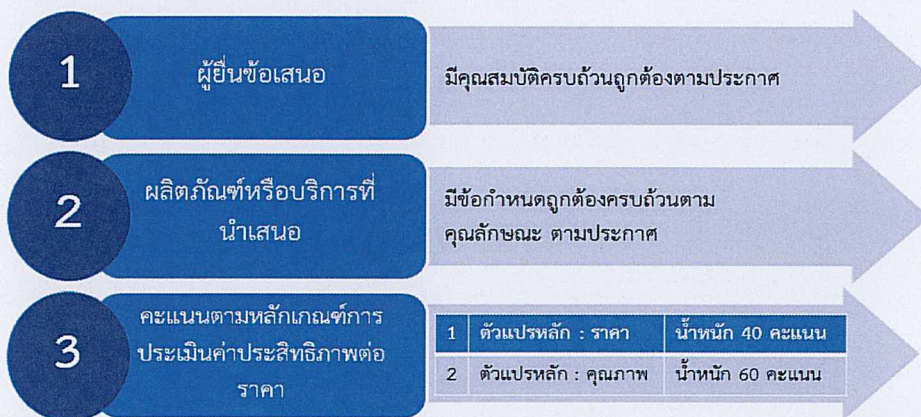 1
ผู้ยื่นข้อเสนอ
มีคุณสมบัติครบถ้วนถูกต้องตามประกาศ
2
ผลิตภัณฑ์หรือบริการที่
นำเสนอ
มีข้อกำหนดถูกต้องครบถ้วนตาม
คุณลักษณะ ตามประกาศ
3
คะแนนตามหลักเกณฑ์การ
ประเมินค่าประสิทธิภาพต่อ
ราคา
1 ตัวแปรหลัก : ราคา น้ำหนัก 40 คะแนน
2 ตัวแปรหลัก : คุณภาพ น้ำหนัก 60 คะแนน